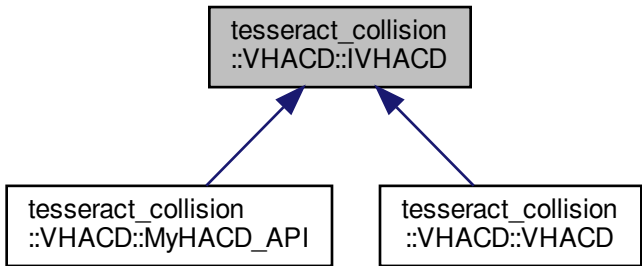 tesseract_collision
::VHACD::IVHACD
tesseract_collision
::VHACD::MyHACD_API
tesseract_collision
::VHACD::VHACD